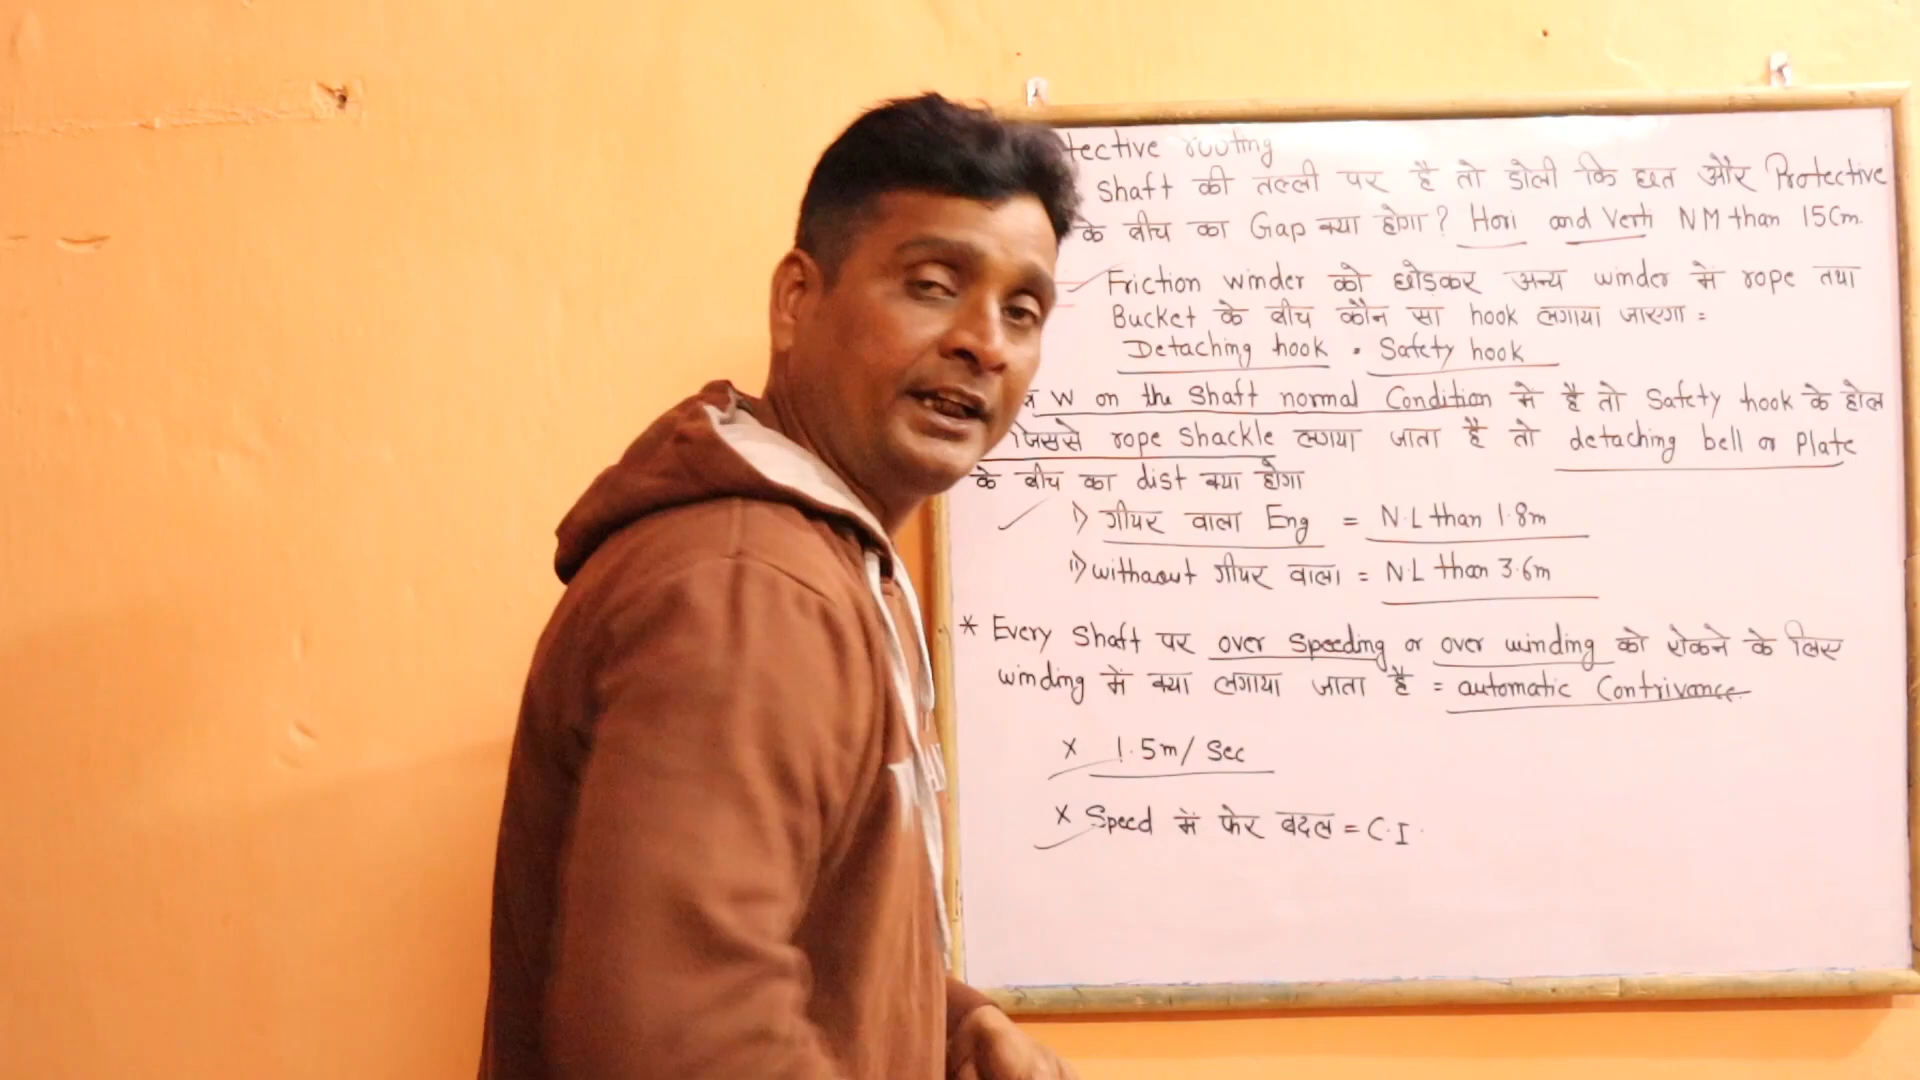 tective roofing
Shaft की तल्ली पर है तो डोली कि छत और Protective
के बीच का Gap क्या होगा ? Hori and Verti NM than 15Cm.
Friction winder को छोड़कर अन्य winder में rope तथा
Bucket के बीच कौन सा hook लगाया जाएगा =
Detaching hook • Safety hook
W on the Shaft normal Condition मे है तो Safety hook के होल
जिससे rope Shackle लगाया जाता है तो detaching bell or Plate
के बीच का dist क्या होगा
i) गीयर वाला Eng = N.L than 1.8m
ii) withaout गीयर वाला = N.L than 3.6m
* Every Shaft पर over Speeding or over winding को रोकने के लिए
winding में क्या लगाया जाता है = automatic Contrivance
x 1.5m/ Sec
x Speed में फेर बदल = C.I.